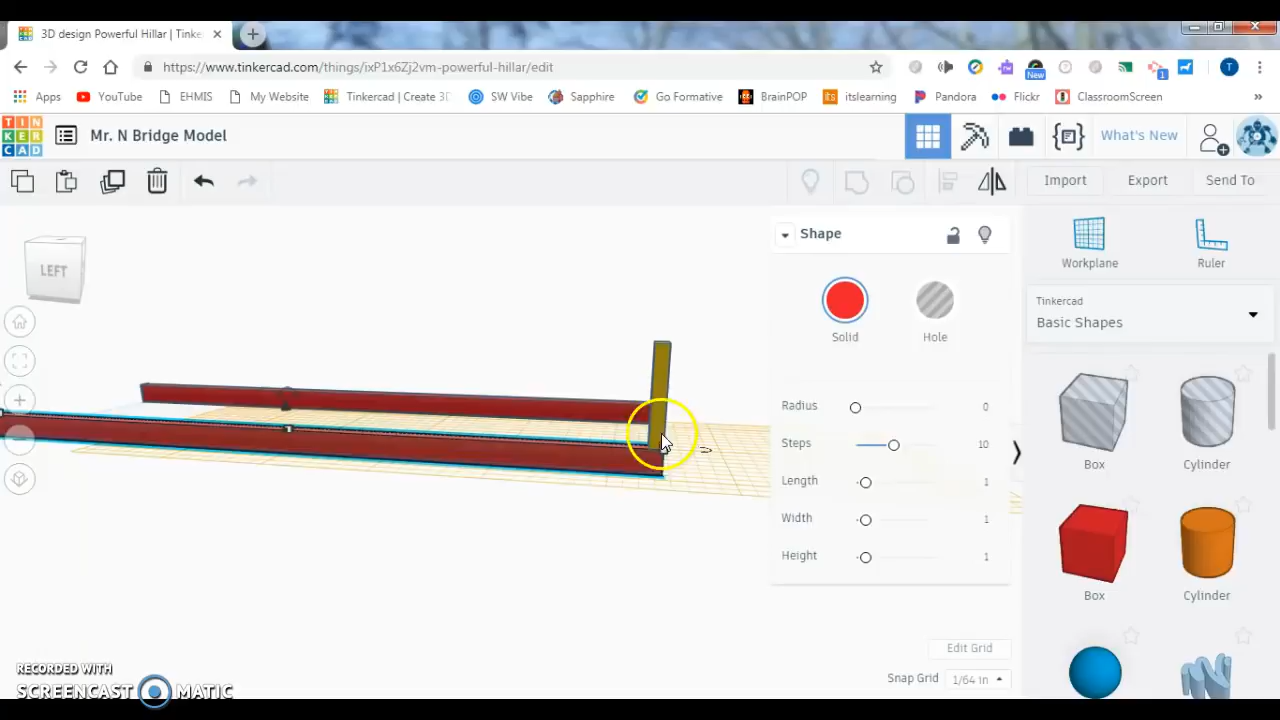 3D design Powerful Hillar | Tinke
https://www.tinkercad.com/things/ixP1x6Zj2vm-powerful-hillar/edit
New
1
T
Apps
YouTube
EHMIS
My Website
Tinkercad | Create 3D
SW Vibe
Sapphire
Go Formative
BrainPOP
its
itslearning
Pandora
Flickr
ClassroomScreen
»
TIN
KER
CAD
Mr. N Bridge Model
What's New
Import
Export
Send To
LEFT
Shape
Solid
Hole
Radius 0
Steps 10
Length 1
Width 1
Height 1
Edit Grid
Snap Grid 1/64 in
Workplane
Ruler
Tinkercad
Basic Shapes
Box
Cylinder
Box
Cylinder
RECORDED WITH
SCREENCAST MATIC